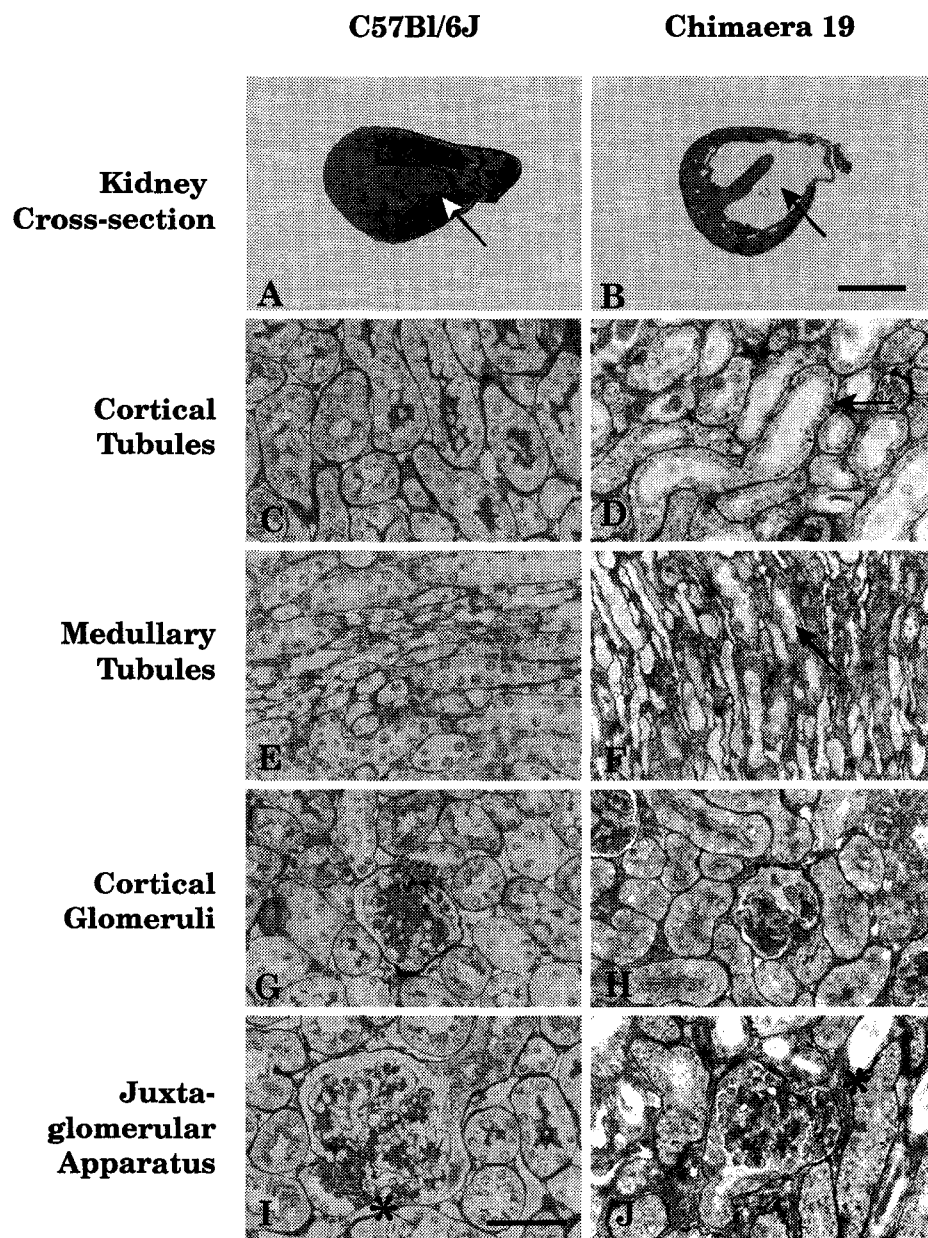 C57Bl/6J
Chimaera 19
Kidney
Cross-section
A
B
Cortical
Tubules
C
D
Medullary
Tubules
E
F
Cortical
Glomeruli
G
H
Juxta-
glomerular
Apparatus
I
*
J
*